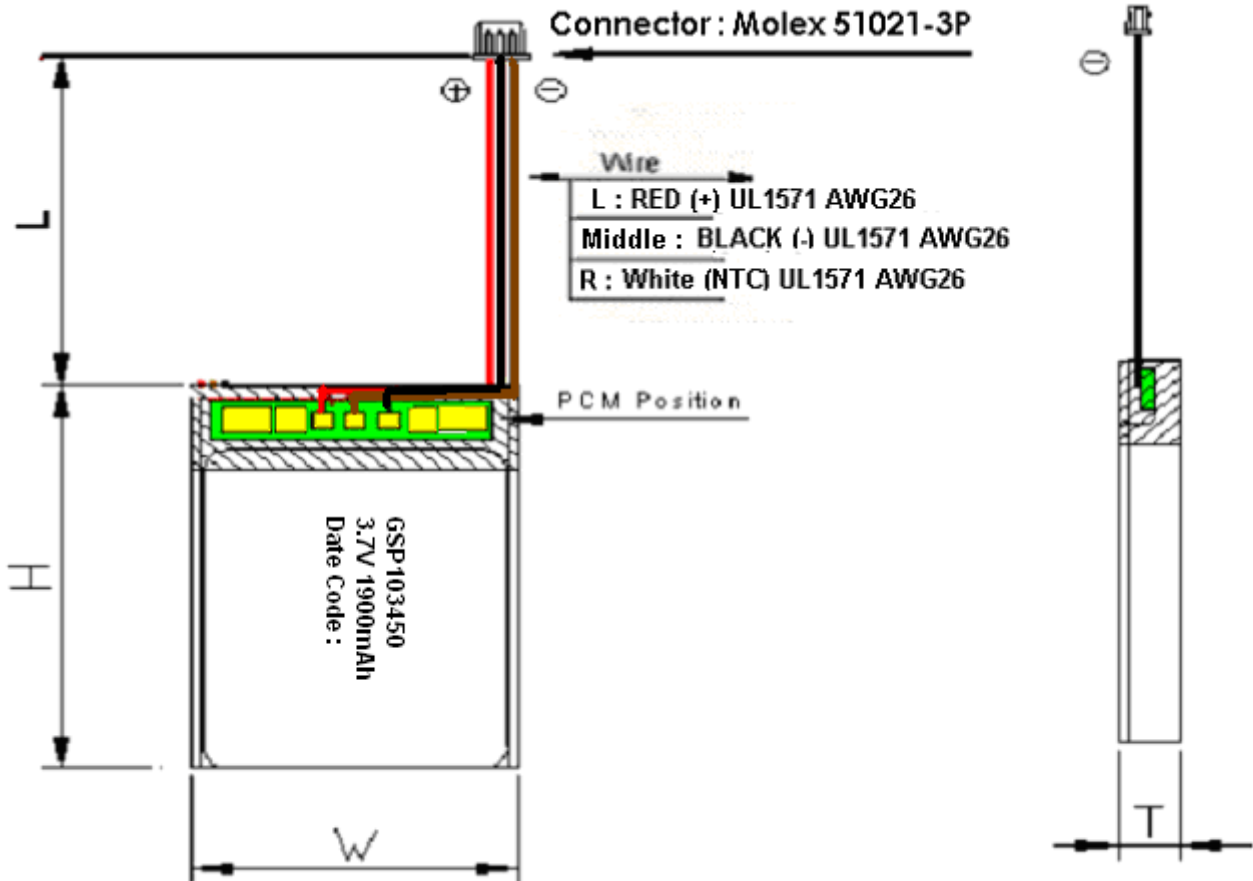 Connector : Molex 51021-3P
⊕ ⊖
⊖
Wire
L : RED (+) UL1571 AWG26
Middle : BLACK (-) UL1571 AWG26
R : White (NTC) UL1571 AWG26
L
PCM Position
GSP103450
3.7V 1900mAh
Date Code :
H
W
T